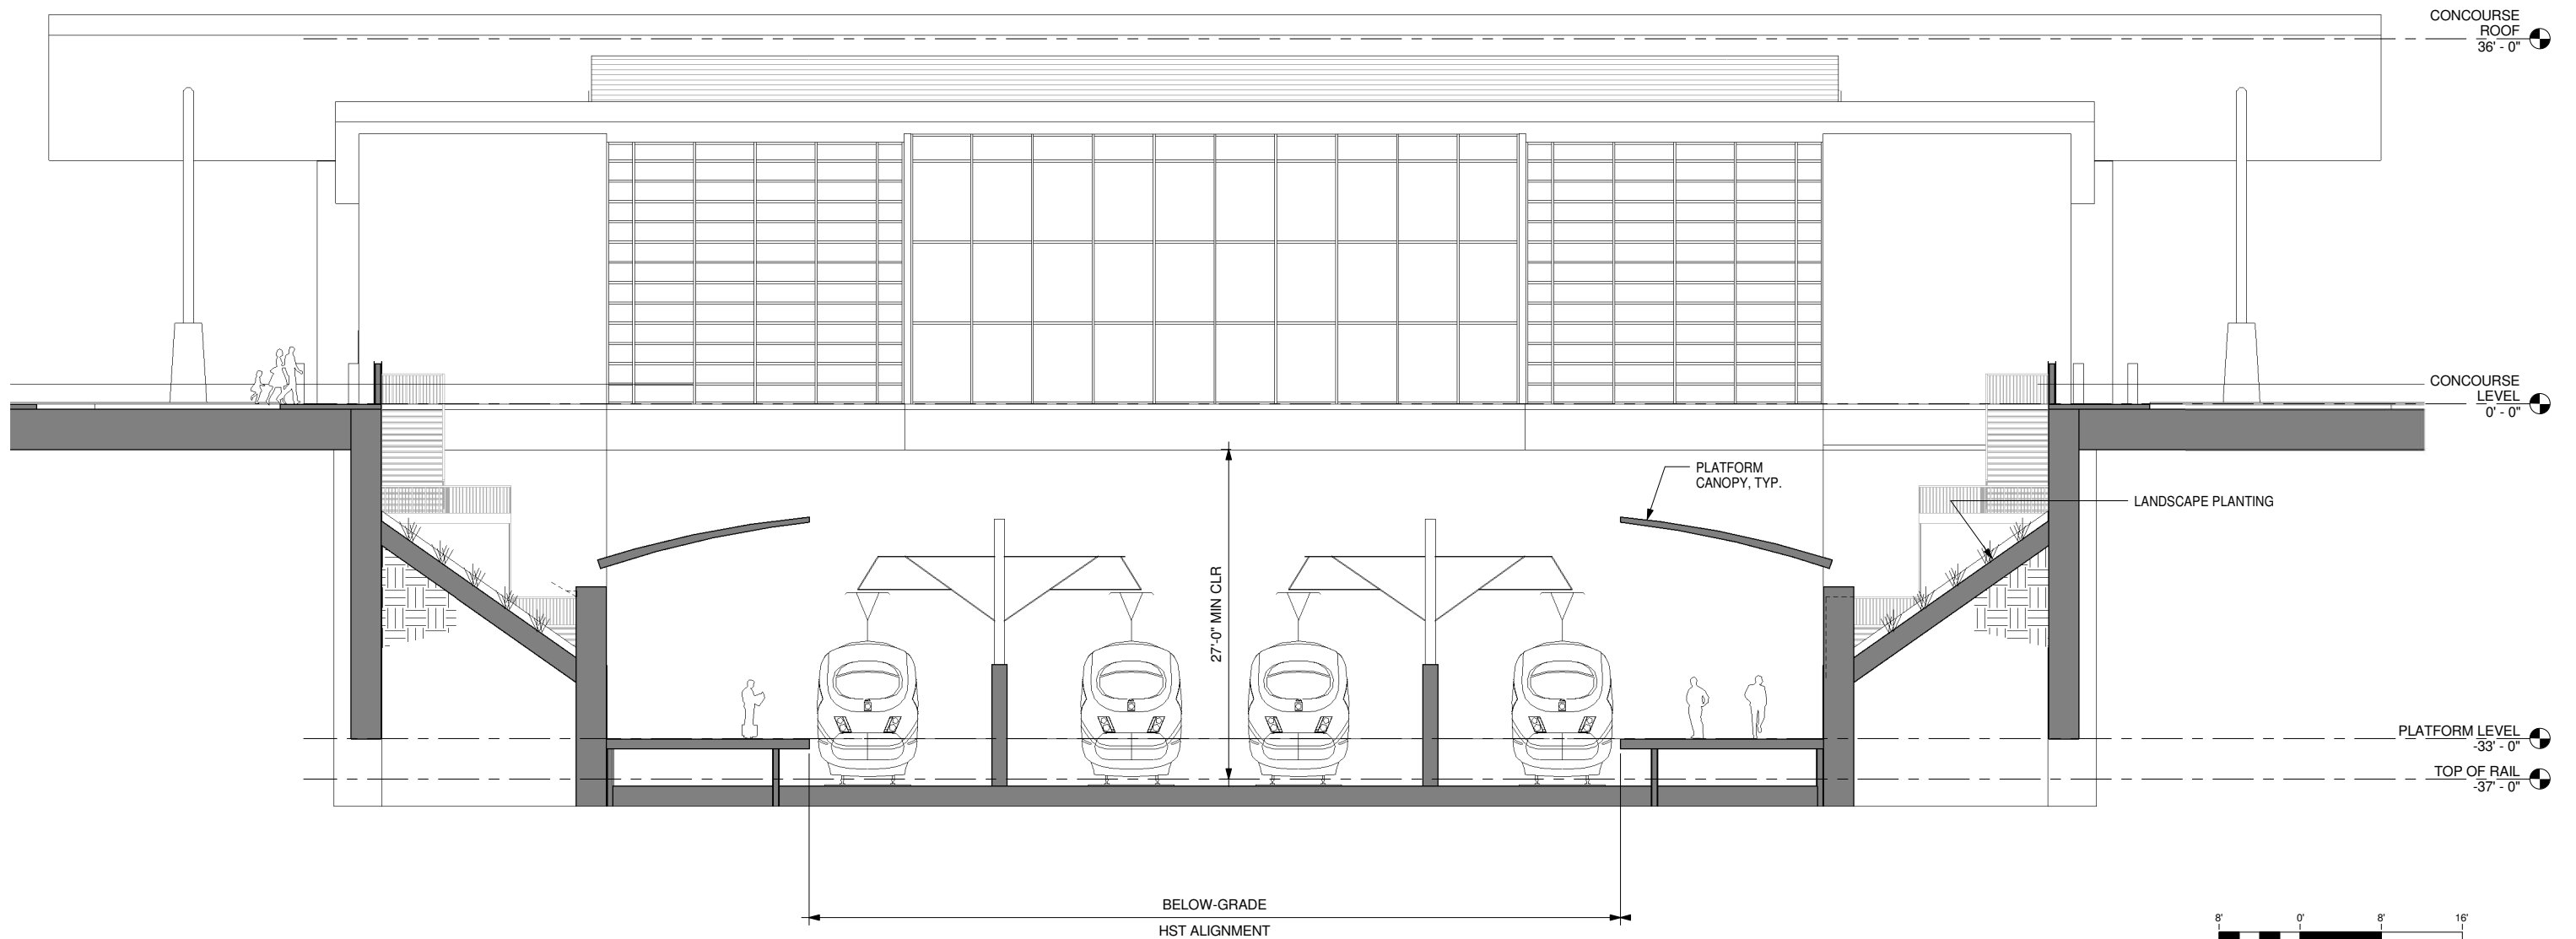 CONCOURSE
ROOF
36' - 0"
CONCOURSE
LEVEL
0' - 0"
PLATFORM
CANOPY, TYP.
LANDSCAPE PLANTING
27'-0" MIN CLR
PLATFORM LEVEL
-33' - 0"
TOP OF RAIL
-37' - 0"
BELOW-GRADE
HST ALIGNMENT
8' 0' 8' 16'